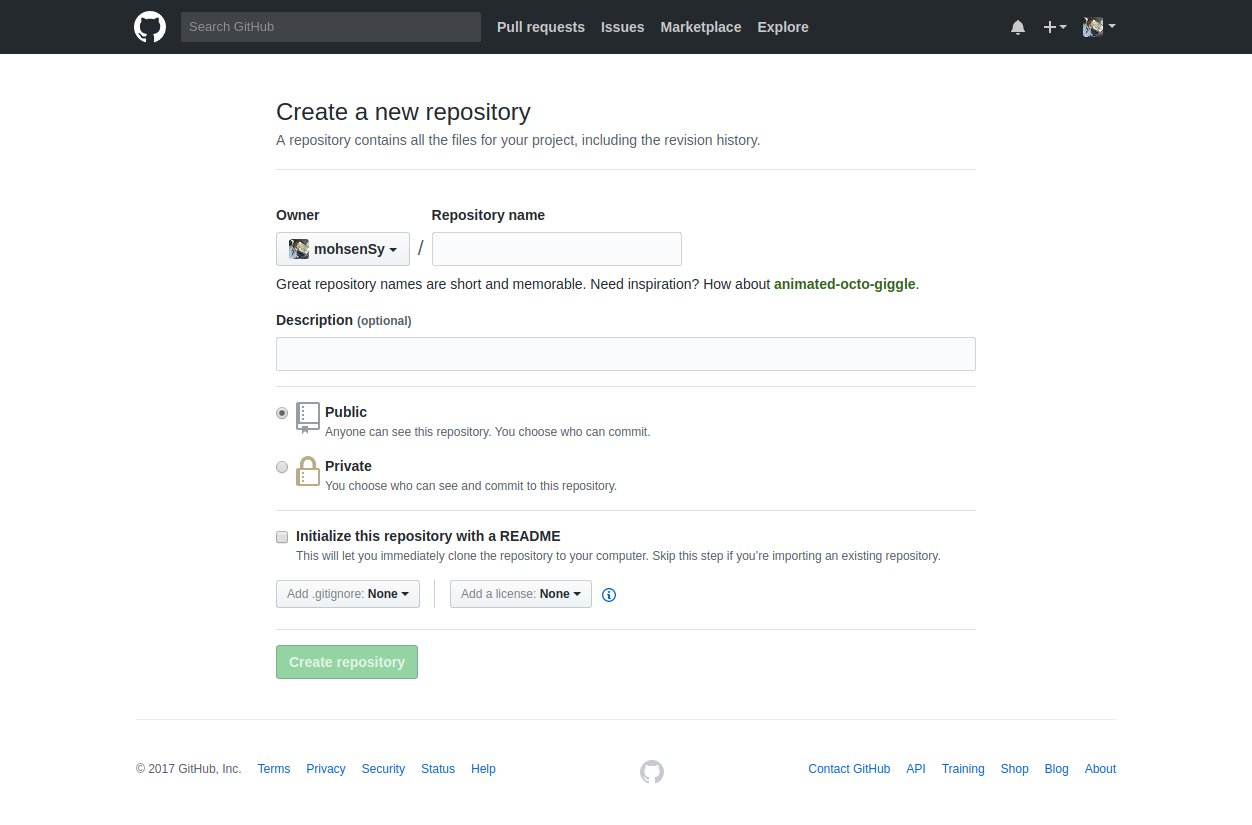 Search GitHub
Pull requests Issues Marketplace Explore
Create a new repository
A repository contains all the files for your project, including the revision history.
Owner Repository name
mohsenSy /
Great repository names are short and memorable. Need inspiration? How about animated-octo-giggle.
Description (optional)
Public
Anyone can see this repository. You choose who can commit.
Private
You choose who can see and commit to this repository.
Initialize this repository with a README
This will let you immediately clone the repository to your computer. Skip this step if you’re importing an existing repository.
Add .gitignore: None Add a license: None
Create repository
© 2017 GitHub, Inc. Terms Privacy Security Status Help Contact GitHub API Training Shop Blog About